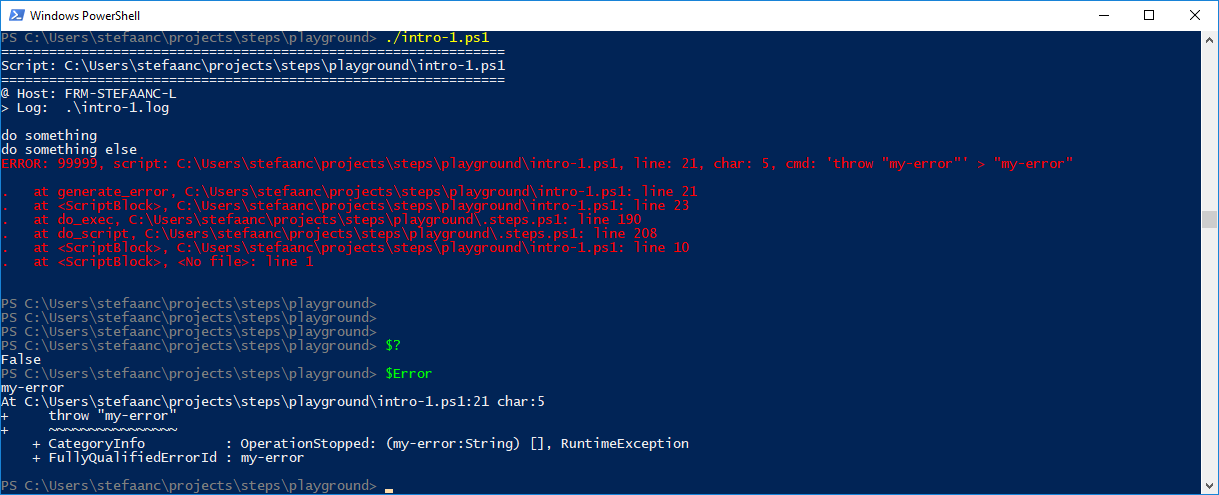 Windows PowerShell
PS C:\Users\stefaanc\projects\steps\playground> ./intro-1.ps1
================================================================
Script: C:\Users\stefaanc\projects\steps\playground\intro-1.ps1
================================================================
@ Host: FRM-STEFAANC-L
> Log:  .\intro-1.log
do something
do something else
ERROR: 99999, script: C:\Users\stefaanc\projects\steps\playground\intro-1.ps1, line: 21, char: 5, cmd: 'throw "my-error"' > "my-error"
.   at generate_error, C:\Users\stefaanc\projects\steps\playground\intro-1.ps1: line 21
.   at <ScriptBlock>, C:\Users\stefaanc\projects\steps\playground\intro-1.ps1: line 23
.   at do_exec, C:\Users\stefaanc\projects\steps\playground\.steps.ps1: line 190
.   at do_script, C:\Users\stefaanc\projects\steps\playground\.steps.ps1: line 208
.   at <ScriptBlock>, C:\Users\stefaanc\projects\steps\playground\intro-1.ps1: line 10
.   at <ScriptBlock>, <No file>: line 1
PS C:\Users\stefaanc\projects\steps\playground>
PS C:\Users\stefaanc\projects\steps\playground>
PS C:\Users\stefaanc\projects\steps\playground>
PS C:\Users\stefaanc\projects\steps\playground> $?
False
PS C:\Users\stefaanc\projects\steps\playground> $Error
my-error
At C:\Users\stefaanc\projects\steps\playground\intro-1.ps1:21 char:5
+     throw "my-error"
+     ~~~~~~~~~~~~~~~~
    + CategoryInfo          : OperationStopped: (my-error:String) [], RuntimeException
    + FullyQualifiedErrorId : my-error
PS C:\Users\stefaanc\projects\steps\playground>